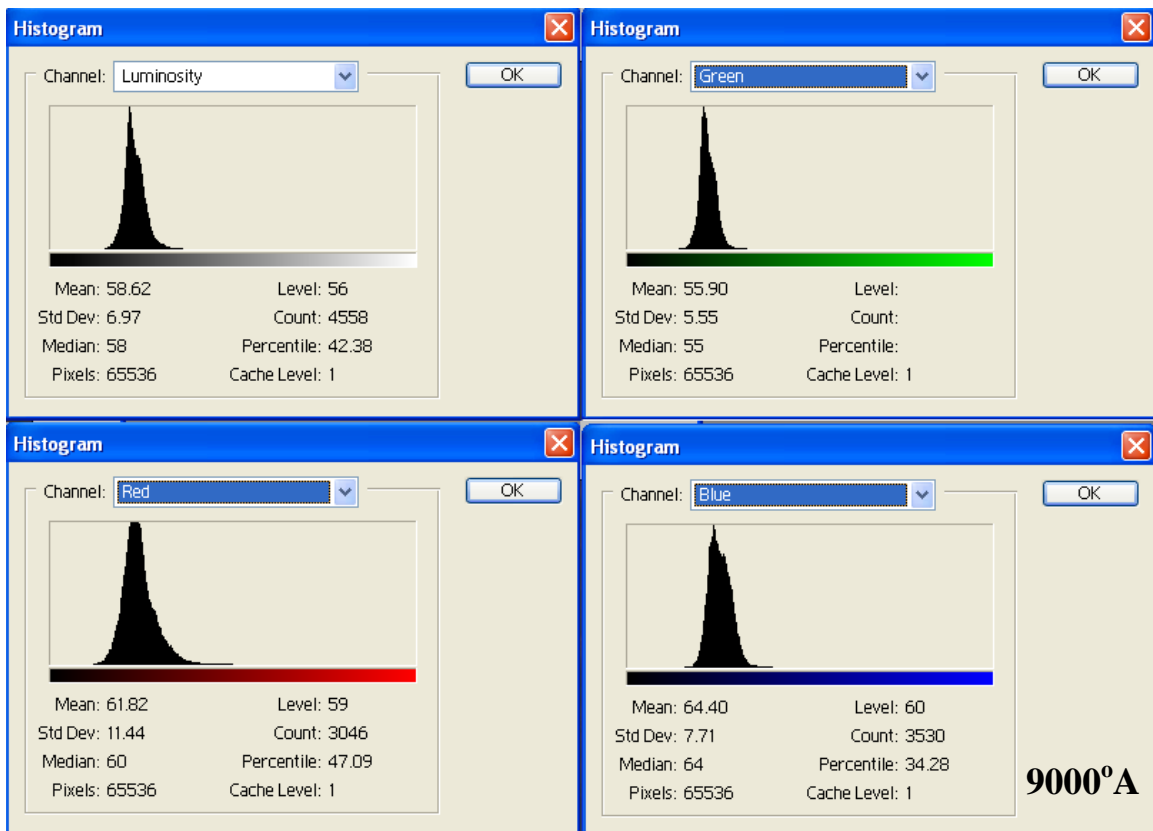 Histogram
Channel: Luminosity
OK
Mean: 58.62 Level: 56
Std Dev: 6.97 Count: 4558
Median: 58 Percentile: 42.38
Pixels: 65536 Cache Level: 1
Histogram
Channel: Green
OK
Mean: 55.90 Level:
Std Dev: 5.55 Count:
Median: 55 Percentile:
Pixels: 65536 Cache Level: 1
Histogram
Channel: Red
OK
Mean: 61.82 Level: 59
Std Dev: 11.44 Count: 3046
Median: 60 Percentile: 47.09
Pixels: 65536 Cache Level: 1
Histogram
Channel: Blue
OK
Mean: 64.40 Level: 60
Std Dev: 7.71 Count: 3530
Median: 64 Percentile: 34.28
Pixels: 65536 Cache Level: 1
9000°A